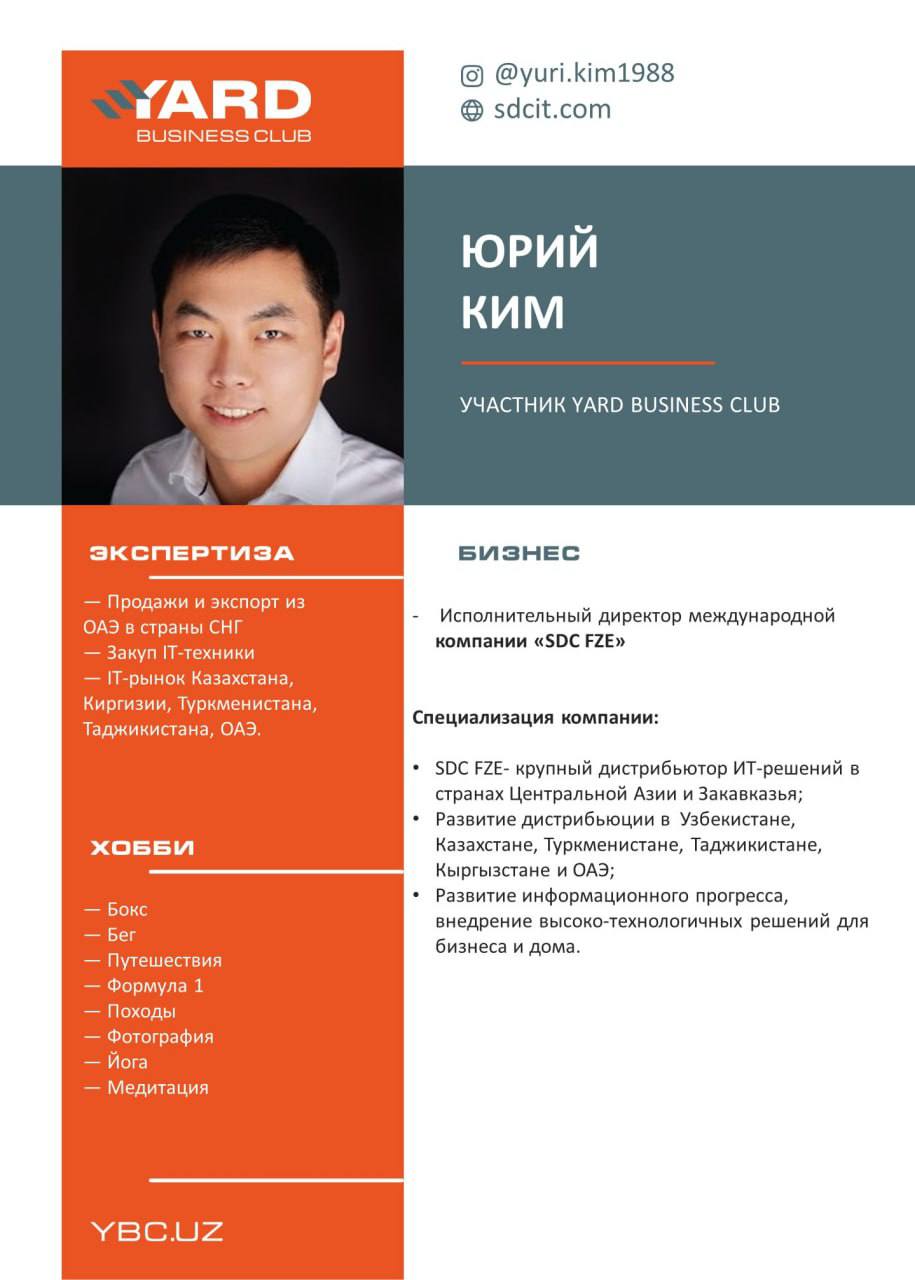 YARD
BUSINESS CLUB
@yuri.kim1988
sdcit.com
ЮРИЙ
КИМ
УЧАСТНИК YARD BUSINESS CLUB
ЭКСПЕРТИЗА
— Продажи и экспорт из
ОАЭ в страны СНГ
— Закуп IT-техники
— IT-рынок Казахстана,
Киргизии, Туркменистана,
Таджикистана, ОАЭ.
ХОББИ
— Бокс
— Бег
— Путешествия
— Формула 1
— Походы
— Фотография
— Йога
— Медитация
YBC.UZ
БИЗНЕС
- Исполнительный директор международной
компании «SDC FZE»
Специализация компании:
• SDC FZE- крупный дистрибьютор ИТ-решений в
странах Центральной Азии и Закавказья;
• Развитие дистрибьюции в Узбекистане,
Казахстане, Туркменистане, Таджикистане,
Кыргызстане и ОАЭ;
• Развитие информационного прогресса,
внедрение высоко-технологичных решений для
бизнеса и дома.